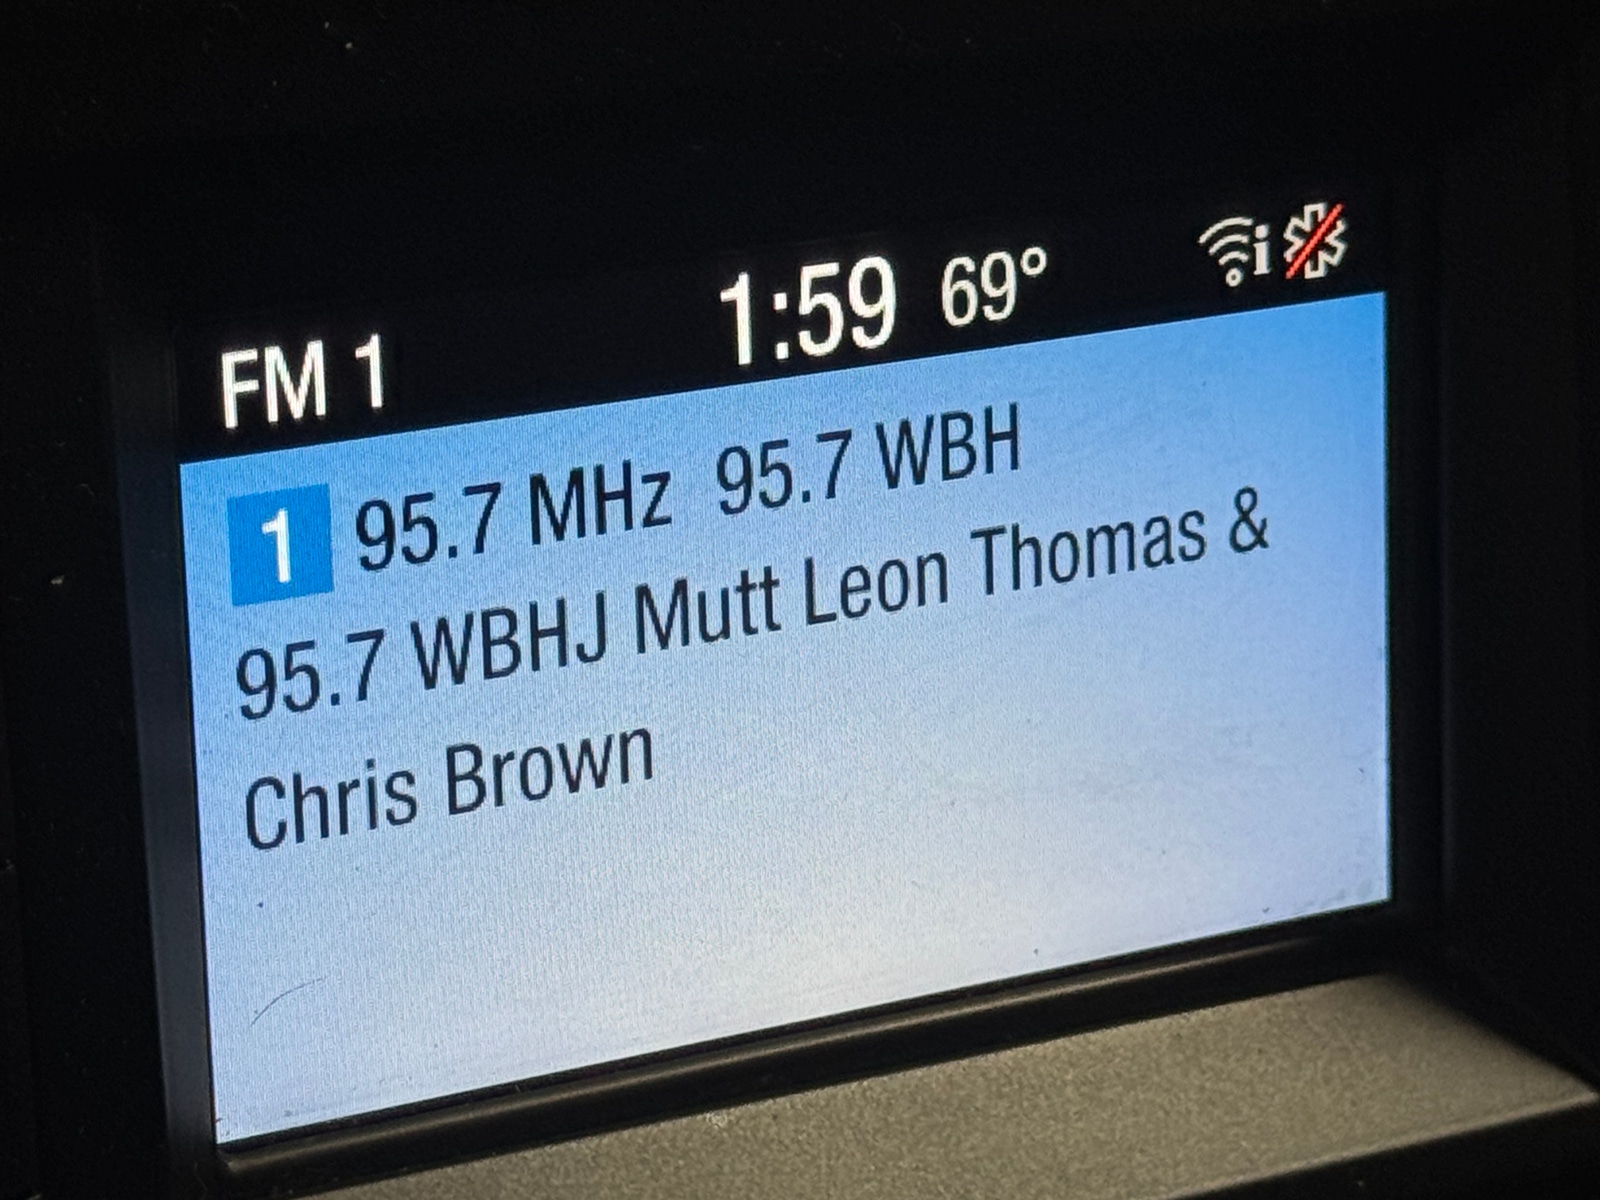 FM 1 1:59 69°
1 95.7 MHz 95.7 WBH
95.7 WBHJ Mutt Leon Thomas &
Chris Brown